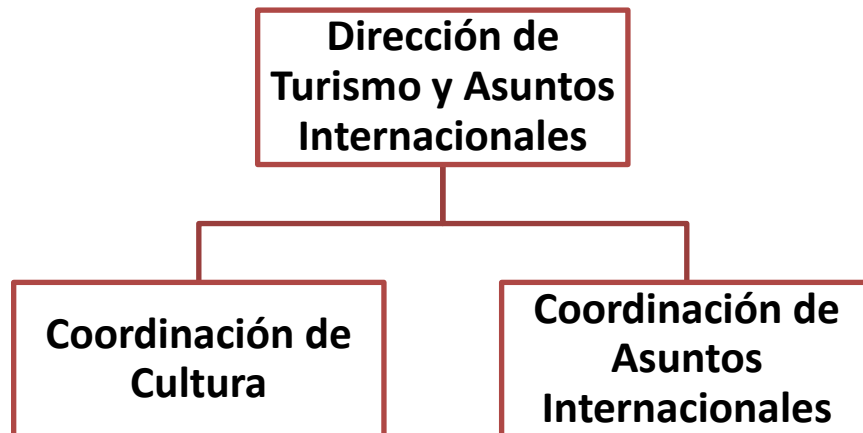 Dirección de
Turismo y Asuntos
Internacionales
Coordinación de
Cultura
Coordinación de
Asuntos
Internacionales